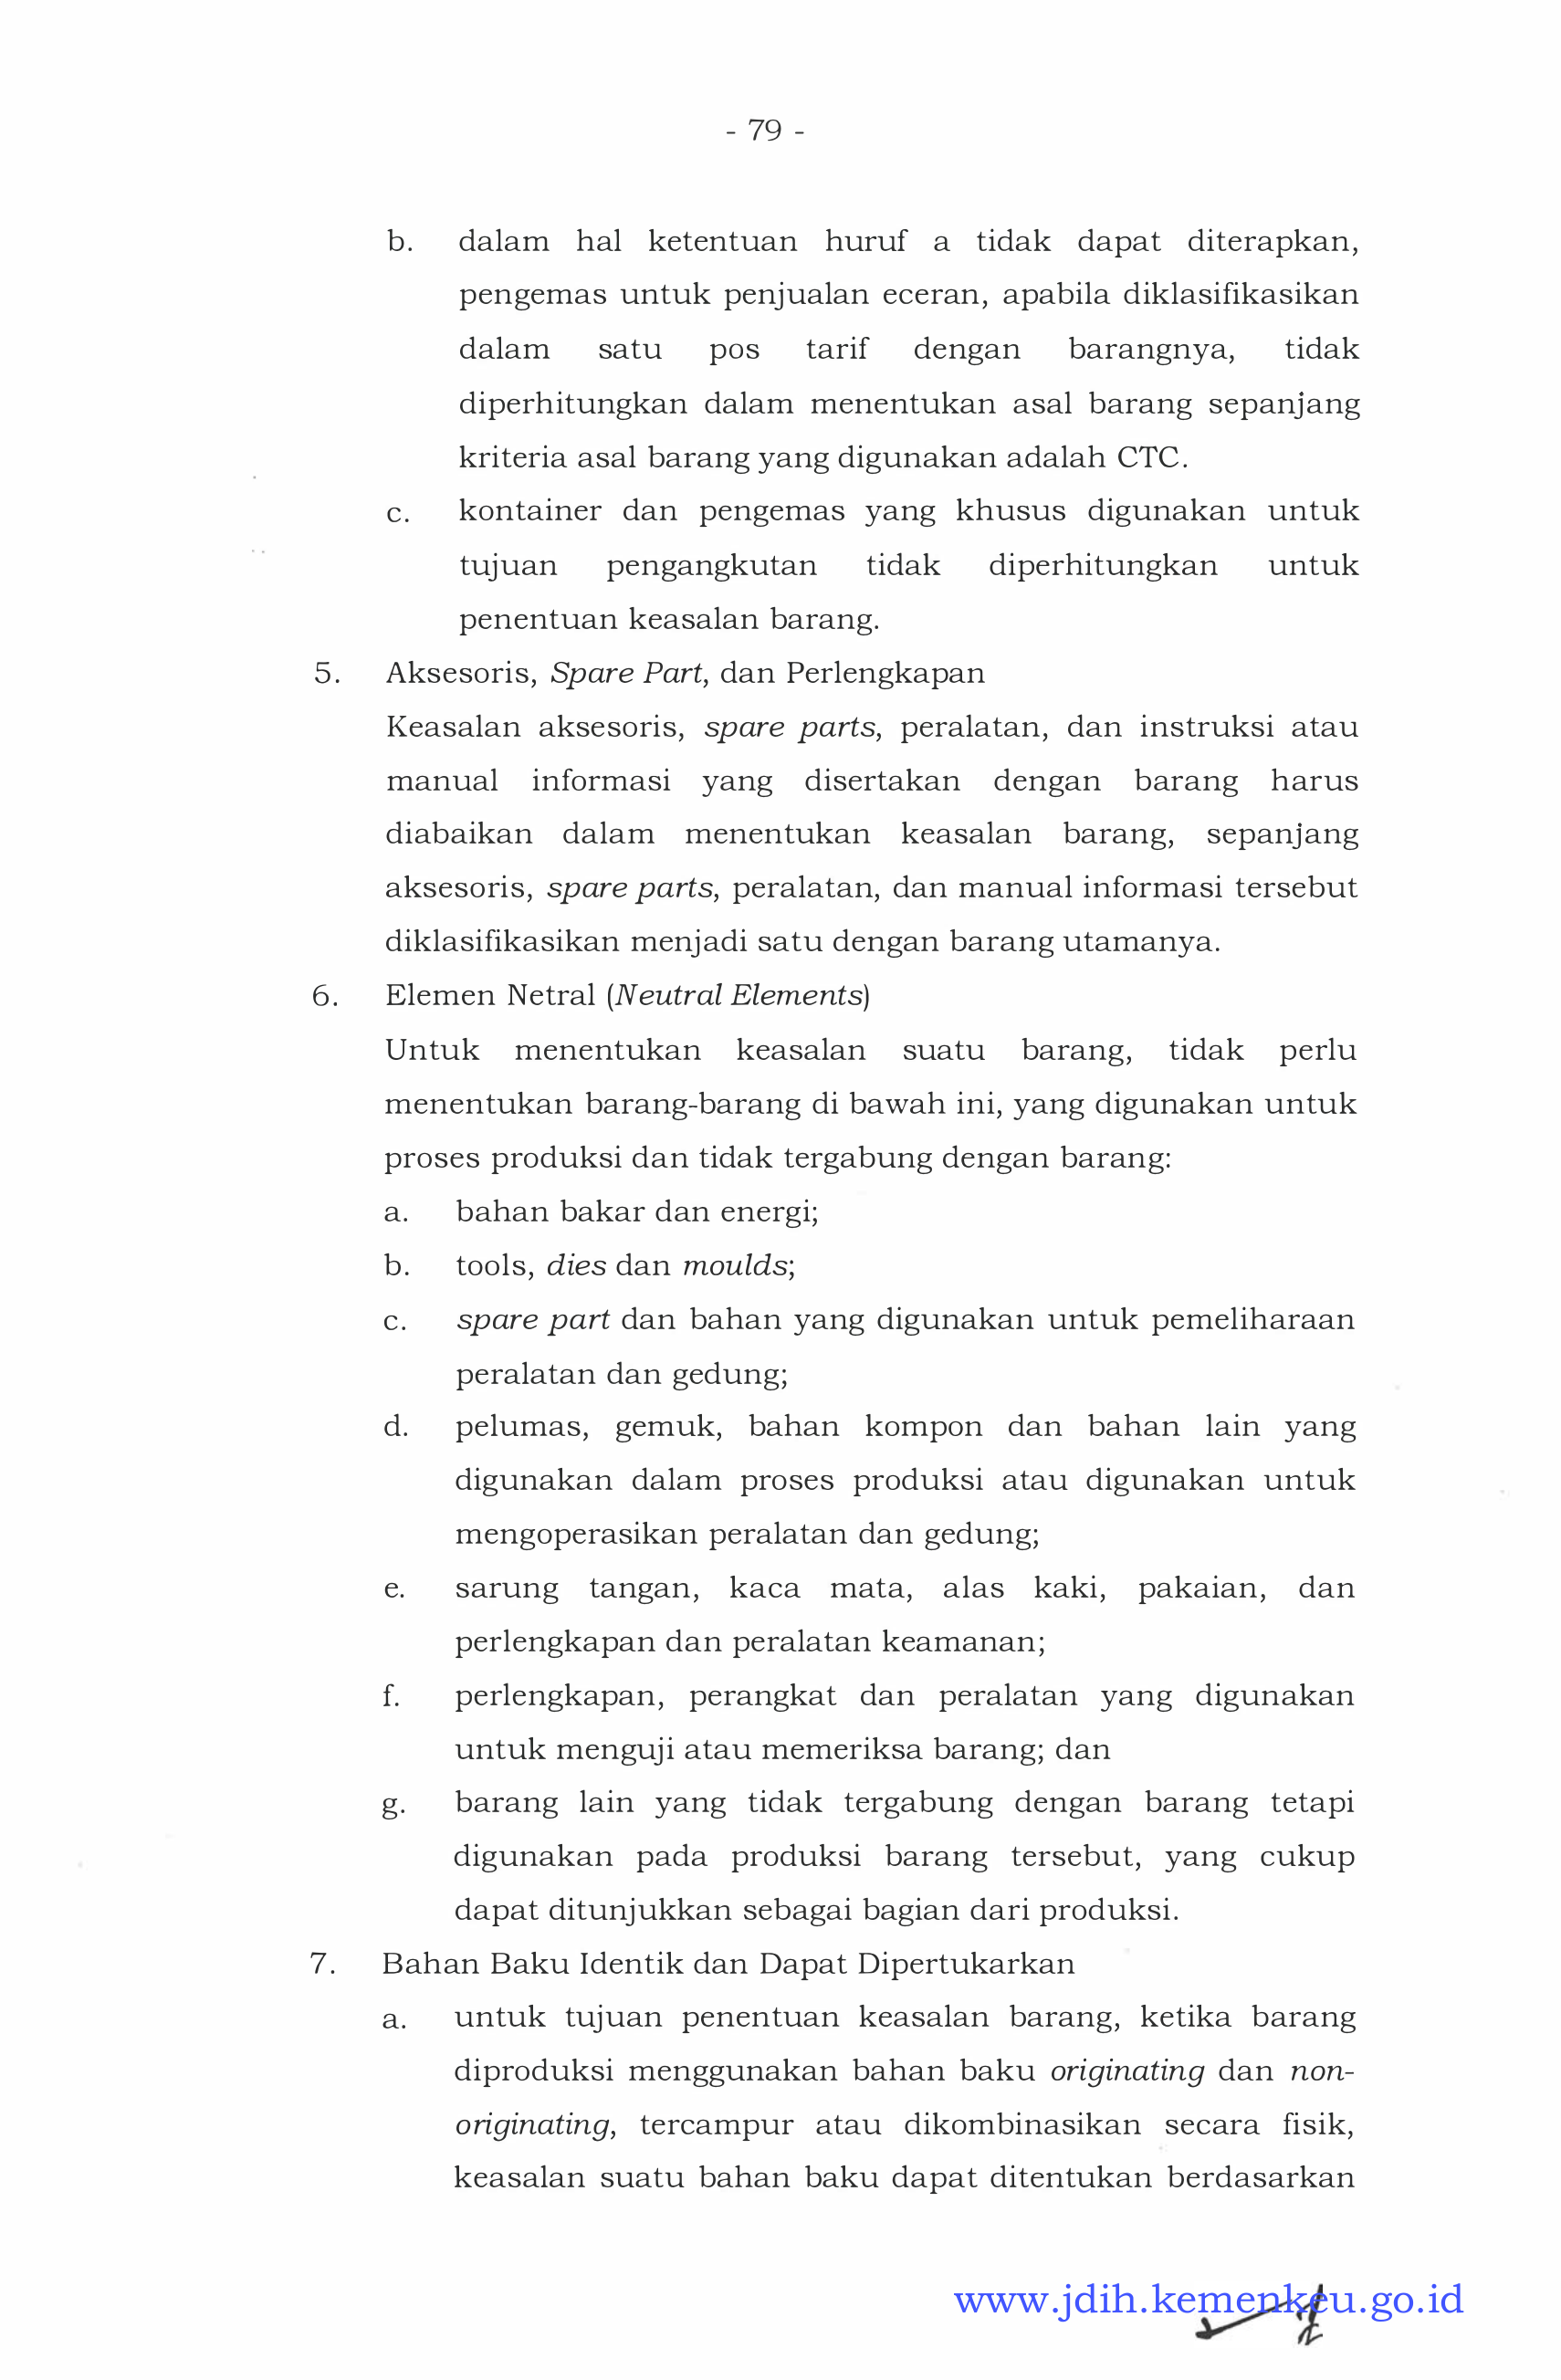 - 79 -
b. dalam hal ketentuan huruf a tidak dapat diterapkan,
pengemas untuk penjualan eceran, apabila diklasifikasikan
dalam satu pos tarif dengan barangnya, tidak
diperhitungkan dalam menentukan asal barang sepanjang
kriteria asal barang yang digunakan adalah CTC.
c. kontainer dan pengemas yang khusus digunakan untuk
tujuan pengangkutan tidak diperhitungkan untuk
penentuan keasalan barang.
5. Aksesoris, Spare Part, dan Perlengkapan
Keasalan aksesoris, spare parts, peralatan, dan instruksi atau
manual informasi yang disertakan dengan barang harus
diabaikan dalam menentukan keasalan barang, sepanjang
aksesoris, spare parts, peralatan, dan manual informasi tersebut
diklasifikasikan menjadi satu dengan barang utamanya.
6. Elemen Netral (Neutral Elements)
Untuk menentukan keasalan suatu barang, tidak perlu
menentukan barang-barang di bawah ini, yang digunakan untuk
proses produksi dan tidak tergabung dengan barang:
a. bahan bakar dan energi;
b. tools, dies dan moulds;
c. spare part dan bahan yang digunakan untuk pemeliharaan
peralatan dan gedung;
d. pelumas, gemuk, bahan kompon dan bahan lain yang
digunakan dalam proses produksi atau digunakan untuk
mengoperasikan peralatan dan gedung;
e. sarung tangan, kaca mata, alas kaki, pakaian, dan
perlengkapan dan peralatan keamanan;
f. perlengkapan, perangkat dan peralatan yang digunakan
untuk menguji atau memeriksa barang; dan
g. barang lain yang tidak tergabung dengan barang tetapi
digunakan pada produksi barang tersebut, yang cukup
dapat ditunjukkan sebagai bagian dari produksi.
7. Bahan Baku Identik dan Dapat Dipertukarkan
a. untuk tujuan penentuan keasalan barang, ketika barang
diproduksi menggunakan bahan baku originating dan non-
originating, tercampur atau dikombinasikan secara fisik,
keasalan suatu bahan baku dapat ditentukan berdasarkan
www.jdih.kemenkeu.go.id